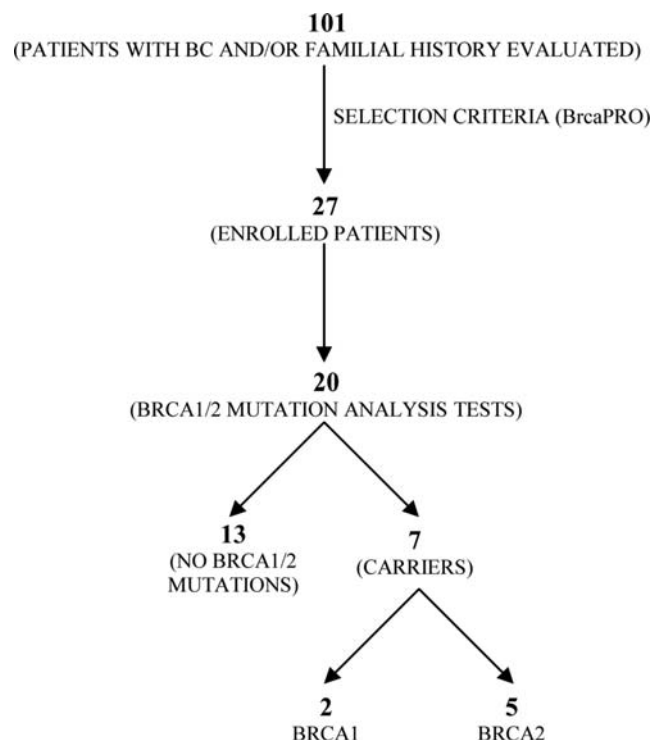 101
(PATIENTS WITH BC AND/OR FAMILIAL HISTORY EVALUATED)
SELECTION CRITERIA (BrcaPRO)
27
(ENROLLED PATIENTS)
20
(BRCA1/2 MUTATION ANALYSIS TESTS)
13
(NO BRCA1/2
MUTATIONS)
7
(CARRIERS)
2
BRCA1
5
BRCA2